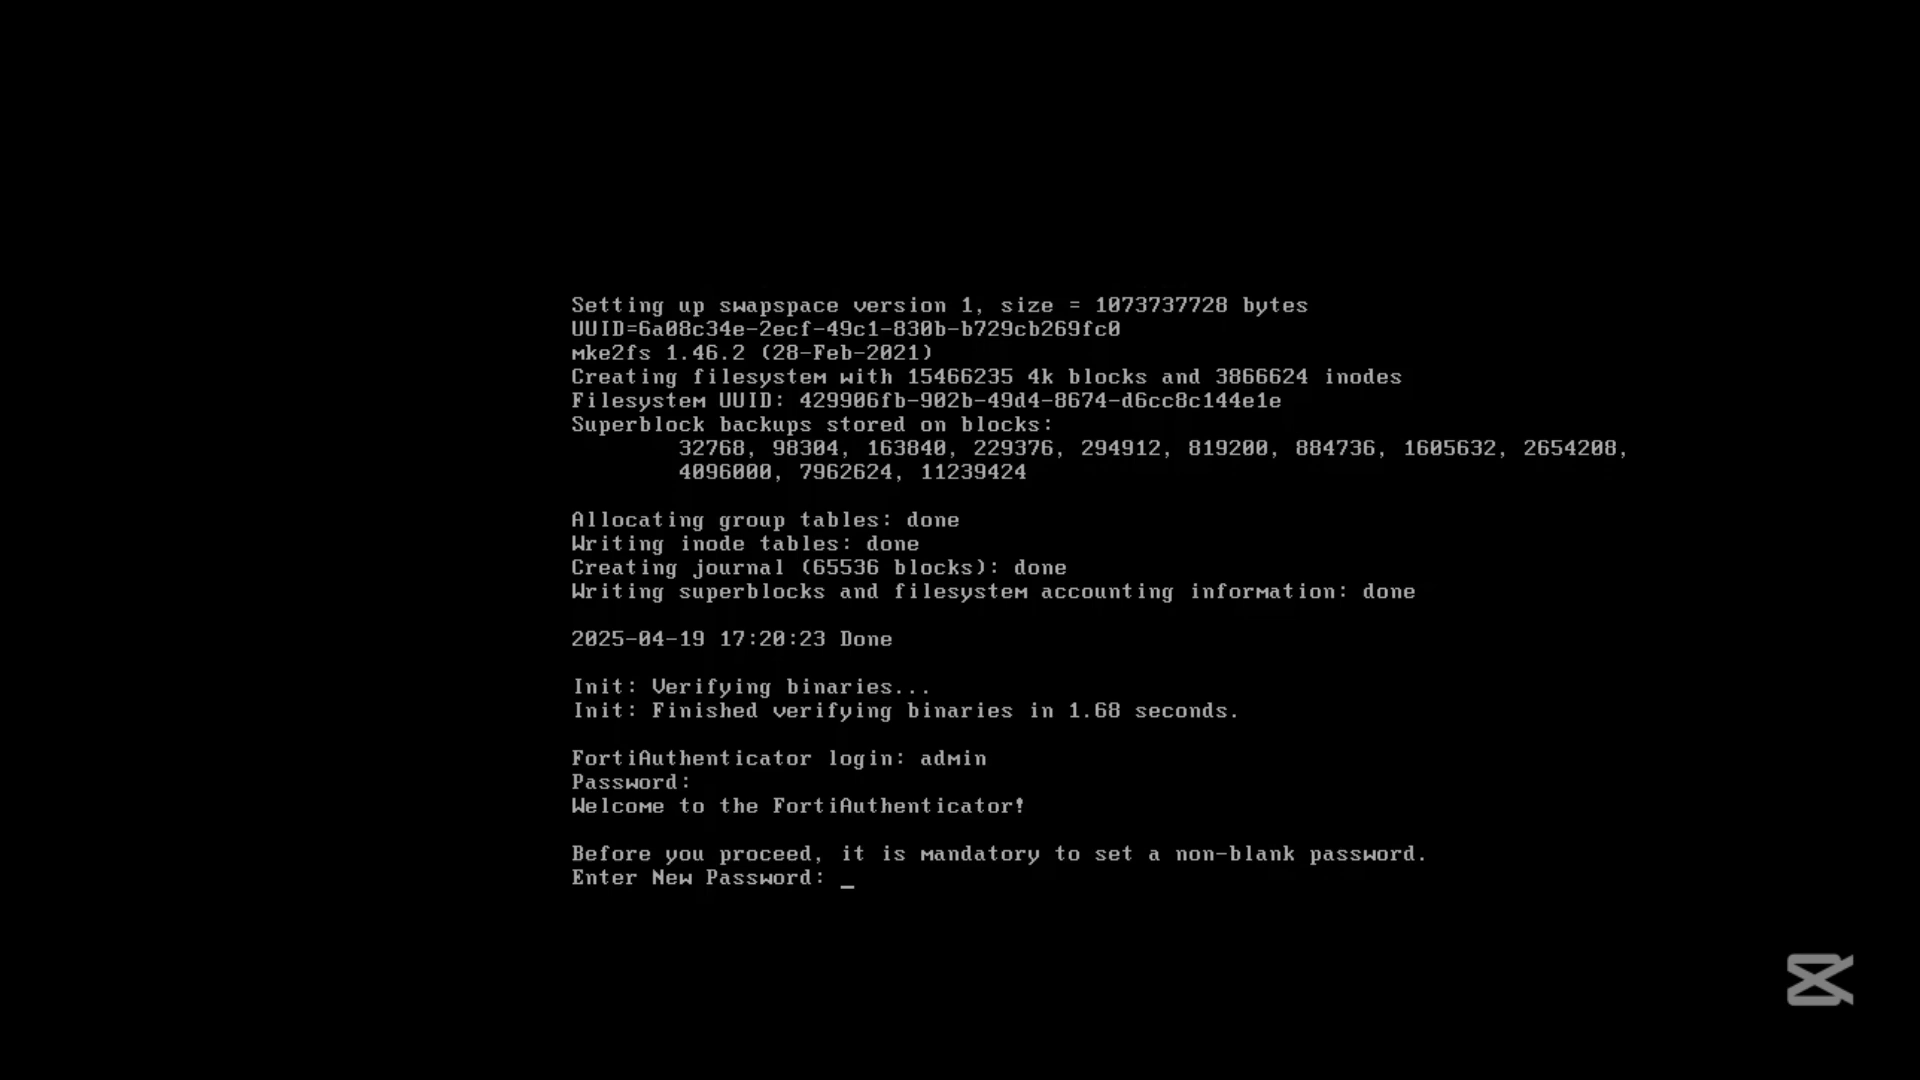 Setting up swapspace version 1, size = 1073737728 bytes
UUID=6a08c34e-2ecf-49c1-830b-b729cb269fc0
mke2fs 1.46.2 (28-Feb-2021)
Creating filesystem with 15466235 4k blocks and 3866624 inodes
Filesystem UUID: 429906fb-902b-49d4-8674-d6cc8c144e1e
Superblock backups stored on blocks:
32768, 98304, 163840, 229376, 294912, 819200, 884736, 1605632, 2654208,
4096000, 7962624, 11239424
Allocating group tables: done
Writing inode tables: done
Creating journal (65536 blocks): done
Writing superblocks and filesystem accounting information: done
2025-04-19 17:20:23 Done
Init: Verifying binaries...
Init: Finished verifying binaries in 1.68 seconds.
FortiAuthenticator login: admin
Password:
Welcome to the FortiAuthenticator!
Before you proceed, it is mandatory to set a non-blank password.
Enter New Password: _